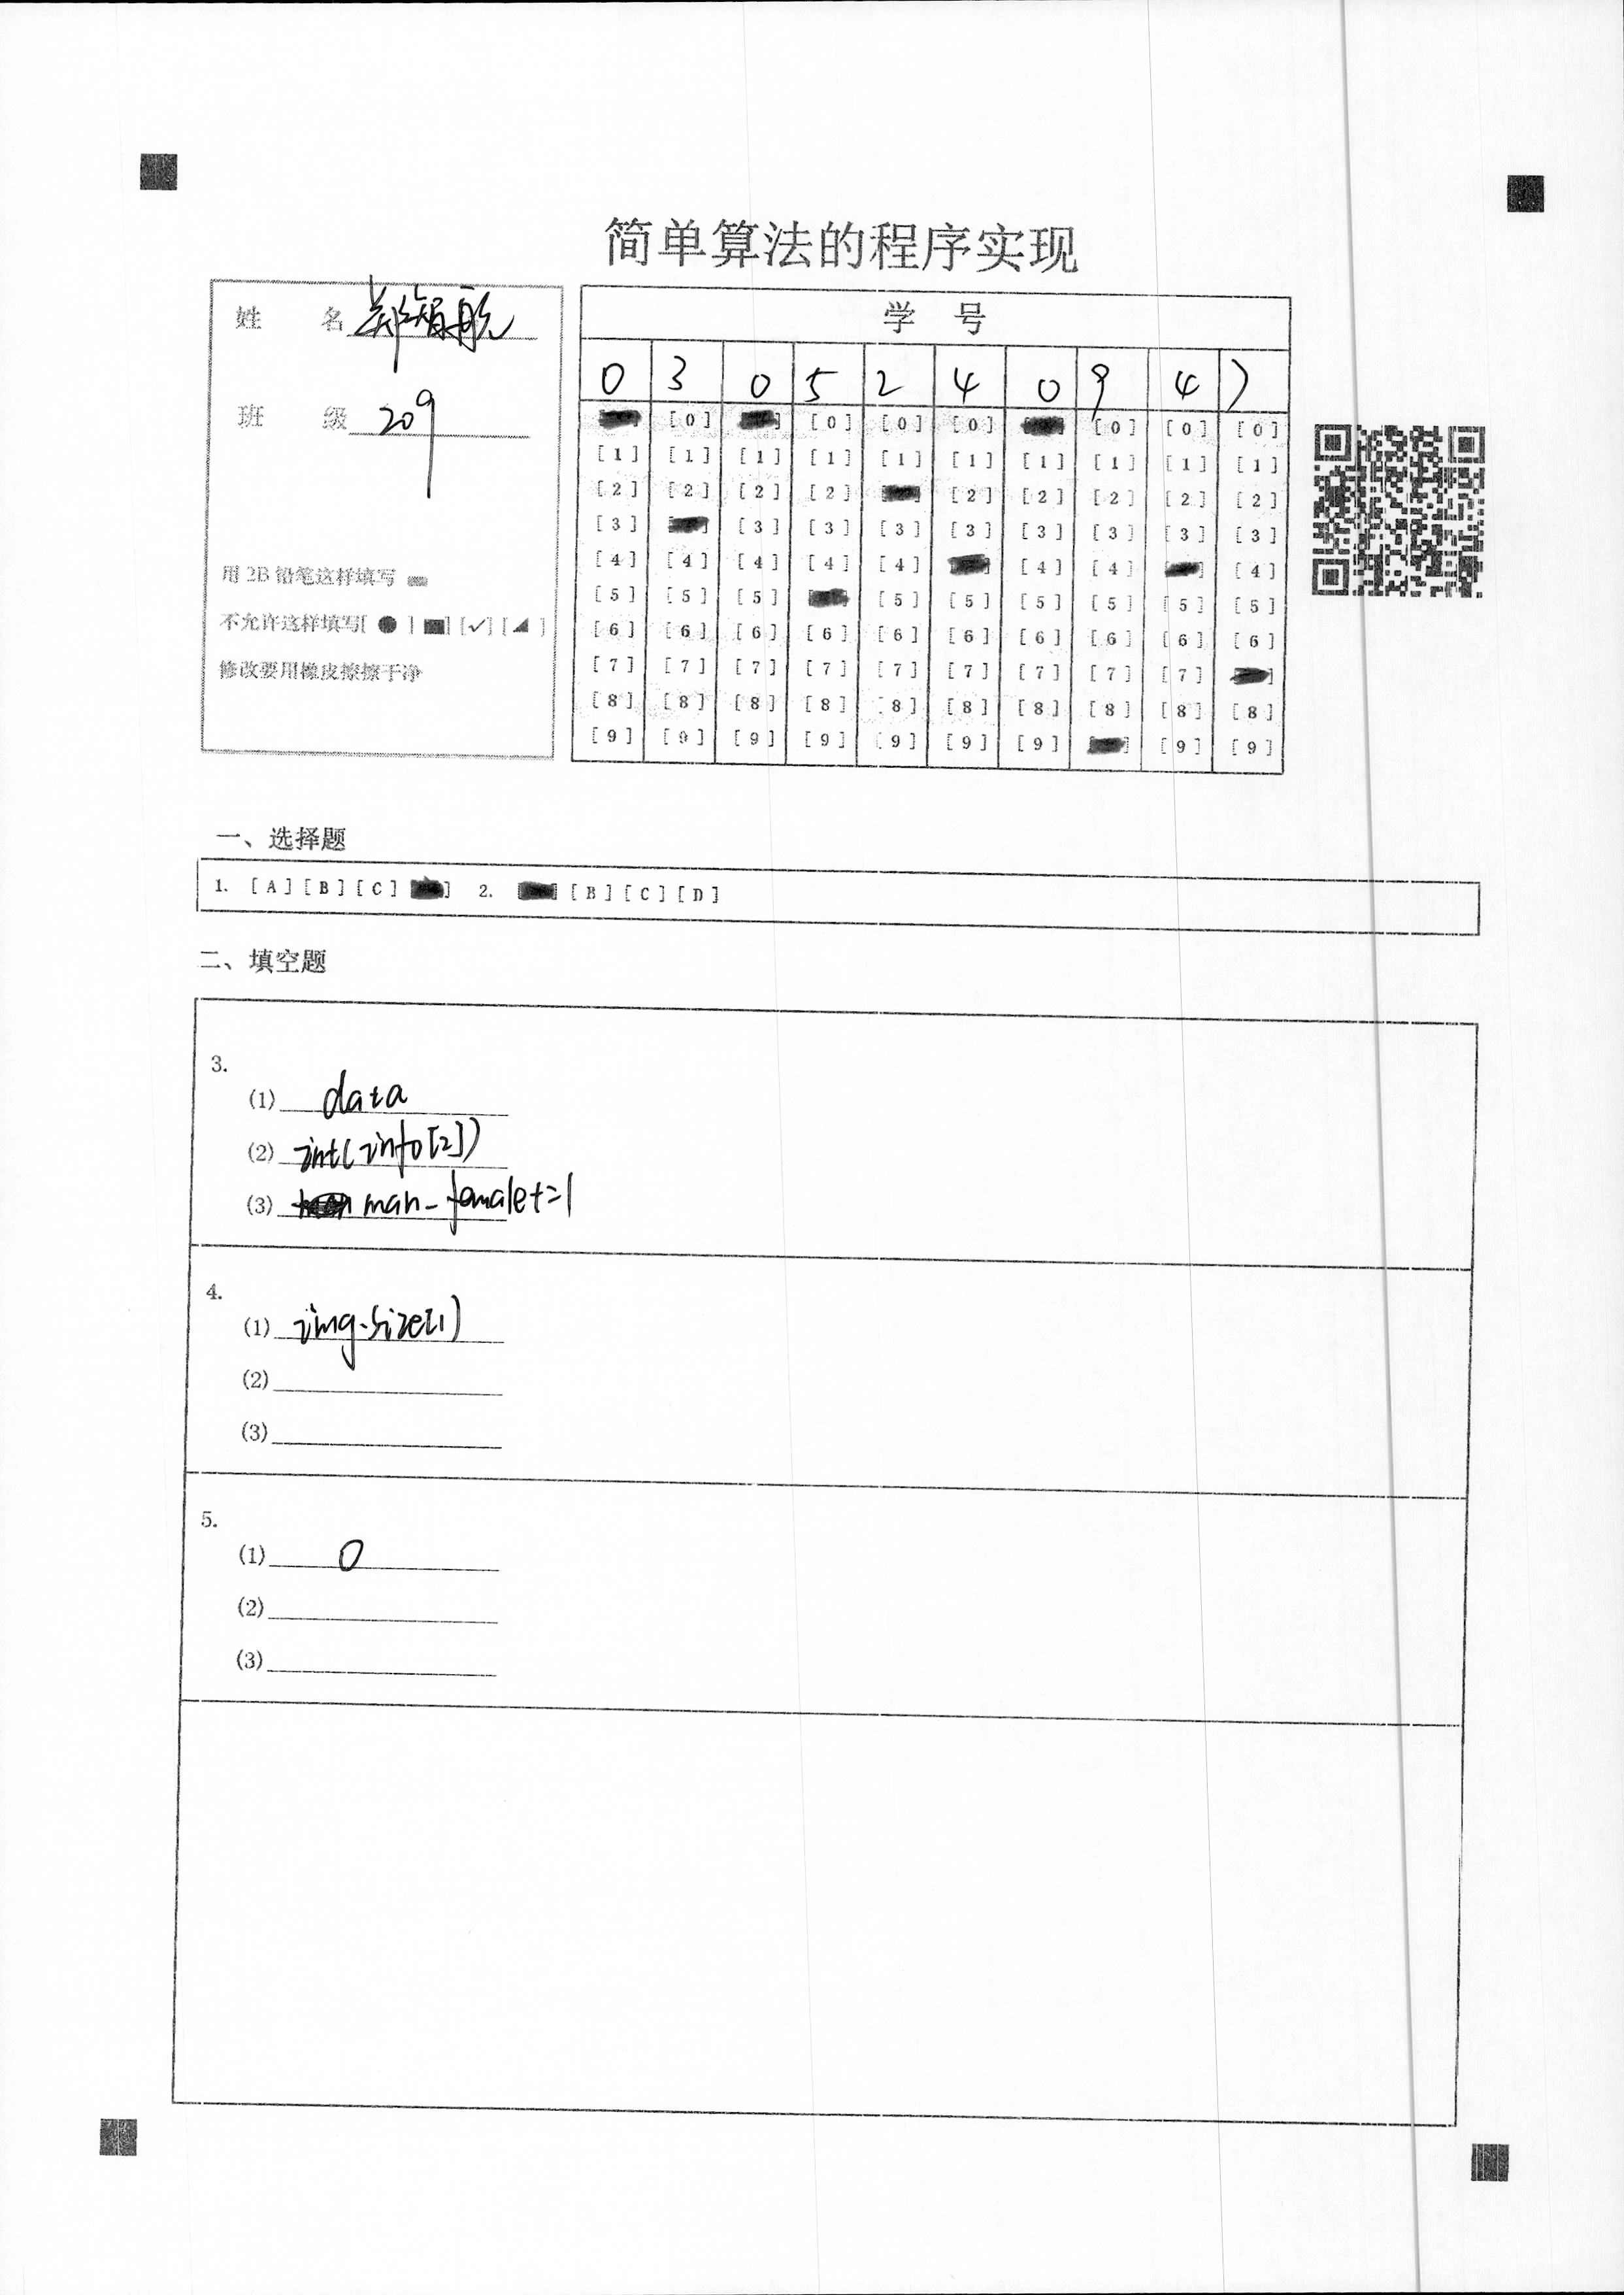 简单算法的程序实现
姓 名 郑智航
班 级 209
用 2B 铅笔这样填写
不允许这样填写[ ● ] [■] [✓] [◢ ]
修改要用橡皮擦擦干净
学 号
0 3 0 5 2 4 0 9 4 7
[0] [0] [0] [0] [0] [0]
[1] [1] [1] [1] [1] [1] [1] [1] [1] [1]
[2] [2] [2] [2] [2] [2] [2] [2] [2]
[3] [3] [3] [3] [3] [3] [3] [3] [3]
[4] [4] [4] [4] [4] [4] [4] [4]
[5] [5] [5] [5] [5] [5] [5] [5] [5]
[6] [6] [6] [6] [6] [6] [6] [6] [6] [6]
[7] [7] [7] [7] [7] [7] [7] [7] [7]
[8] [8] [8] [8] [8] [8] [8] [8] [8] [8]
[9] [9] [9] [9] [9] [9] [9] [9] [9]
一、选择题
1. [A] [B] [C] 2. [B] [C] [D]
二、填空题
3.
(1) data
(2) int(info[2])
(3) man_female+=1
4.
(1) img.size[1]
(2)
(3)
5.
(1) 0
(2)
(3)